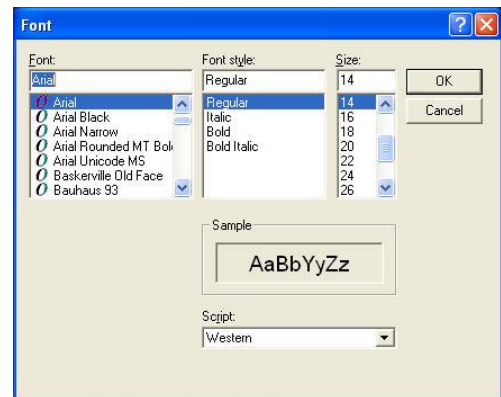 Font
Font:
Font style:
Size:
Arial
Regular
14
OK
Cancel
Arial
Arial Black
Arial Narrow
Arial Rounded MT Bol
Arial Unicode MS
Baskerville Old Face
Bauhaus 93
Regular
Italic
Bold
Bold Italic
14
16
18
20
22
24
26
Sample
AaBbYyZz
Script:
Western